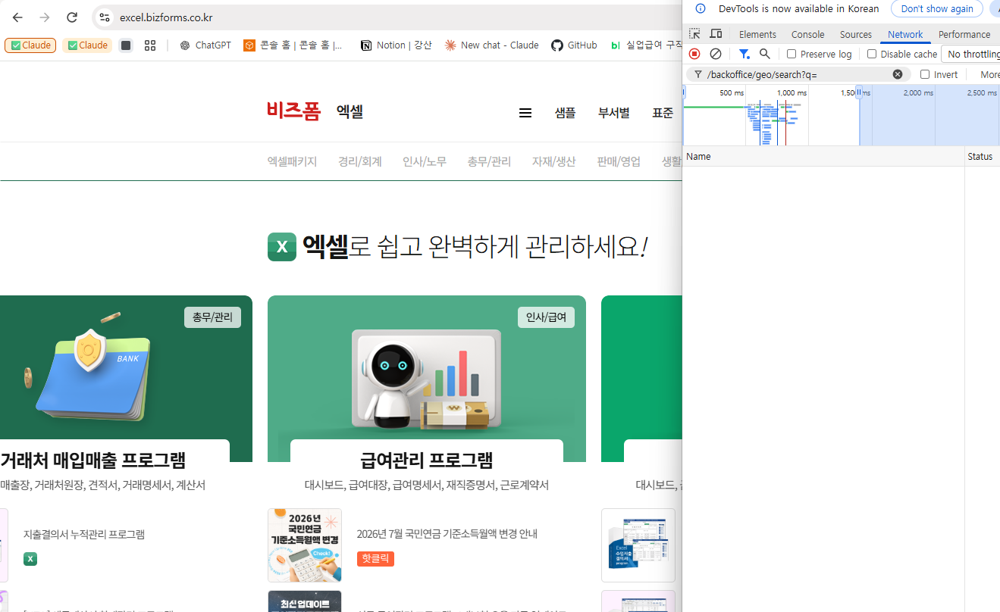 excel.bizforms.co.kr
Claude
Claude
ChatGPT
콘솔 홈 | 콘솔 홈 |...
Notion | 강산
New chat - Claude
GitHub
실업급여 구직
DevTools is now available in Korean
Don't show again
Elements
Console
Sources
Network
Performance
Preserve log
Disable cache
No throttling
/backoffice/geo/search?q=
Invert
More
500 ms
1,000 ms
2,000 ms
2,500 ms
Name
Status
비즈폼 엑셀
샘플
부서별
표준
엑셀패키지
경리/회계
인사/노무
총무/관리
자재/생산
판매/영업
생활
X 엑셀로 쉽고 완벽하게 관리하세요!
총무/관리
BANK
거래처 매입매출 프로그램
매출장, 거래처원장, 견적서, 거래명세서, 계산서
지출결의서 누적관리 프로그램
X
인사/급여
급여관리 프로그램
대시보드, 급여대장, 급여명세서, 재직증명서, 근로계약서
2026년
국민연금
기준소득월액 변경
Check!
2026년 7월 국민연금 기준소득월액 변경 안내
핫클릭
최신 업데이트
대시보드,
Excel
수입지출
결의서
program